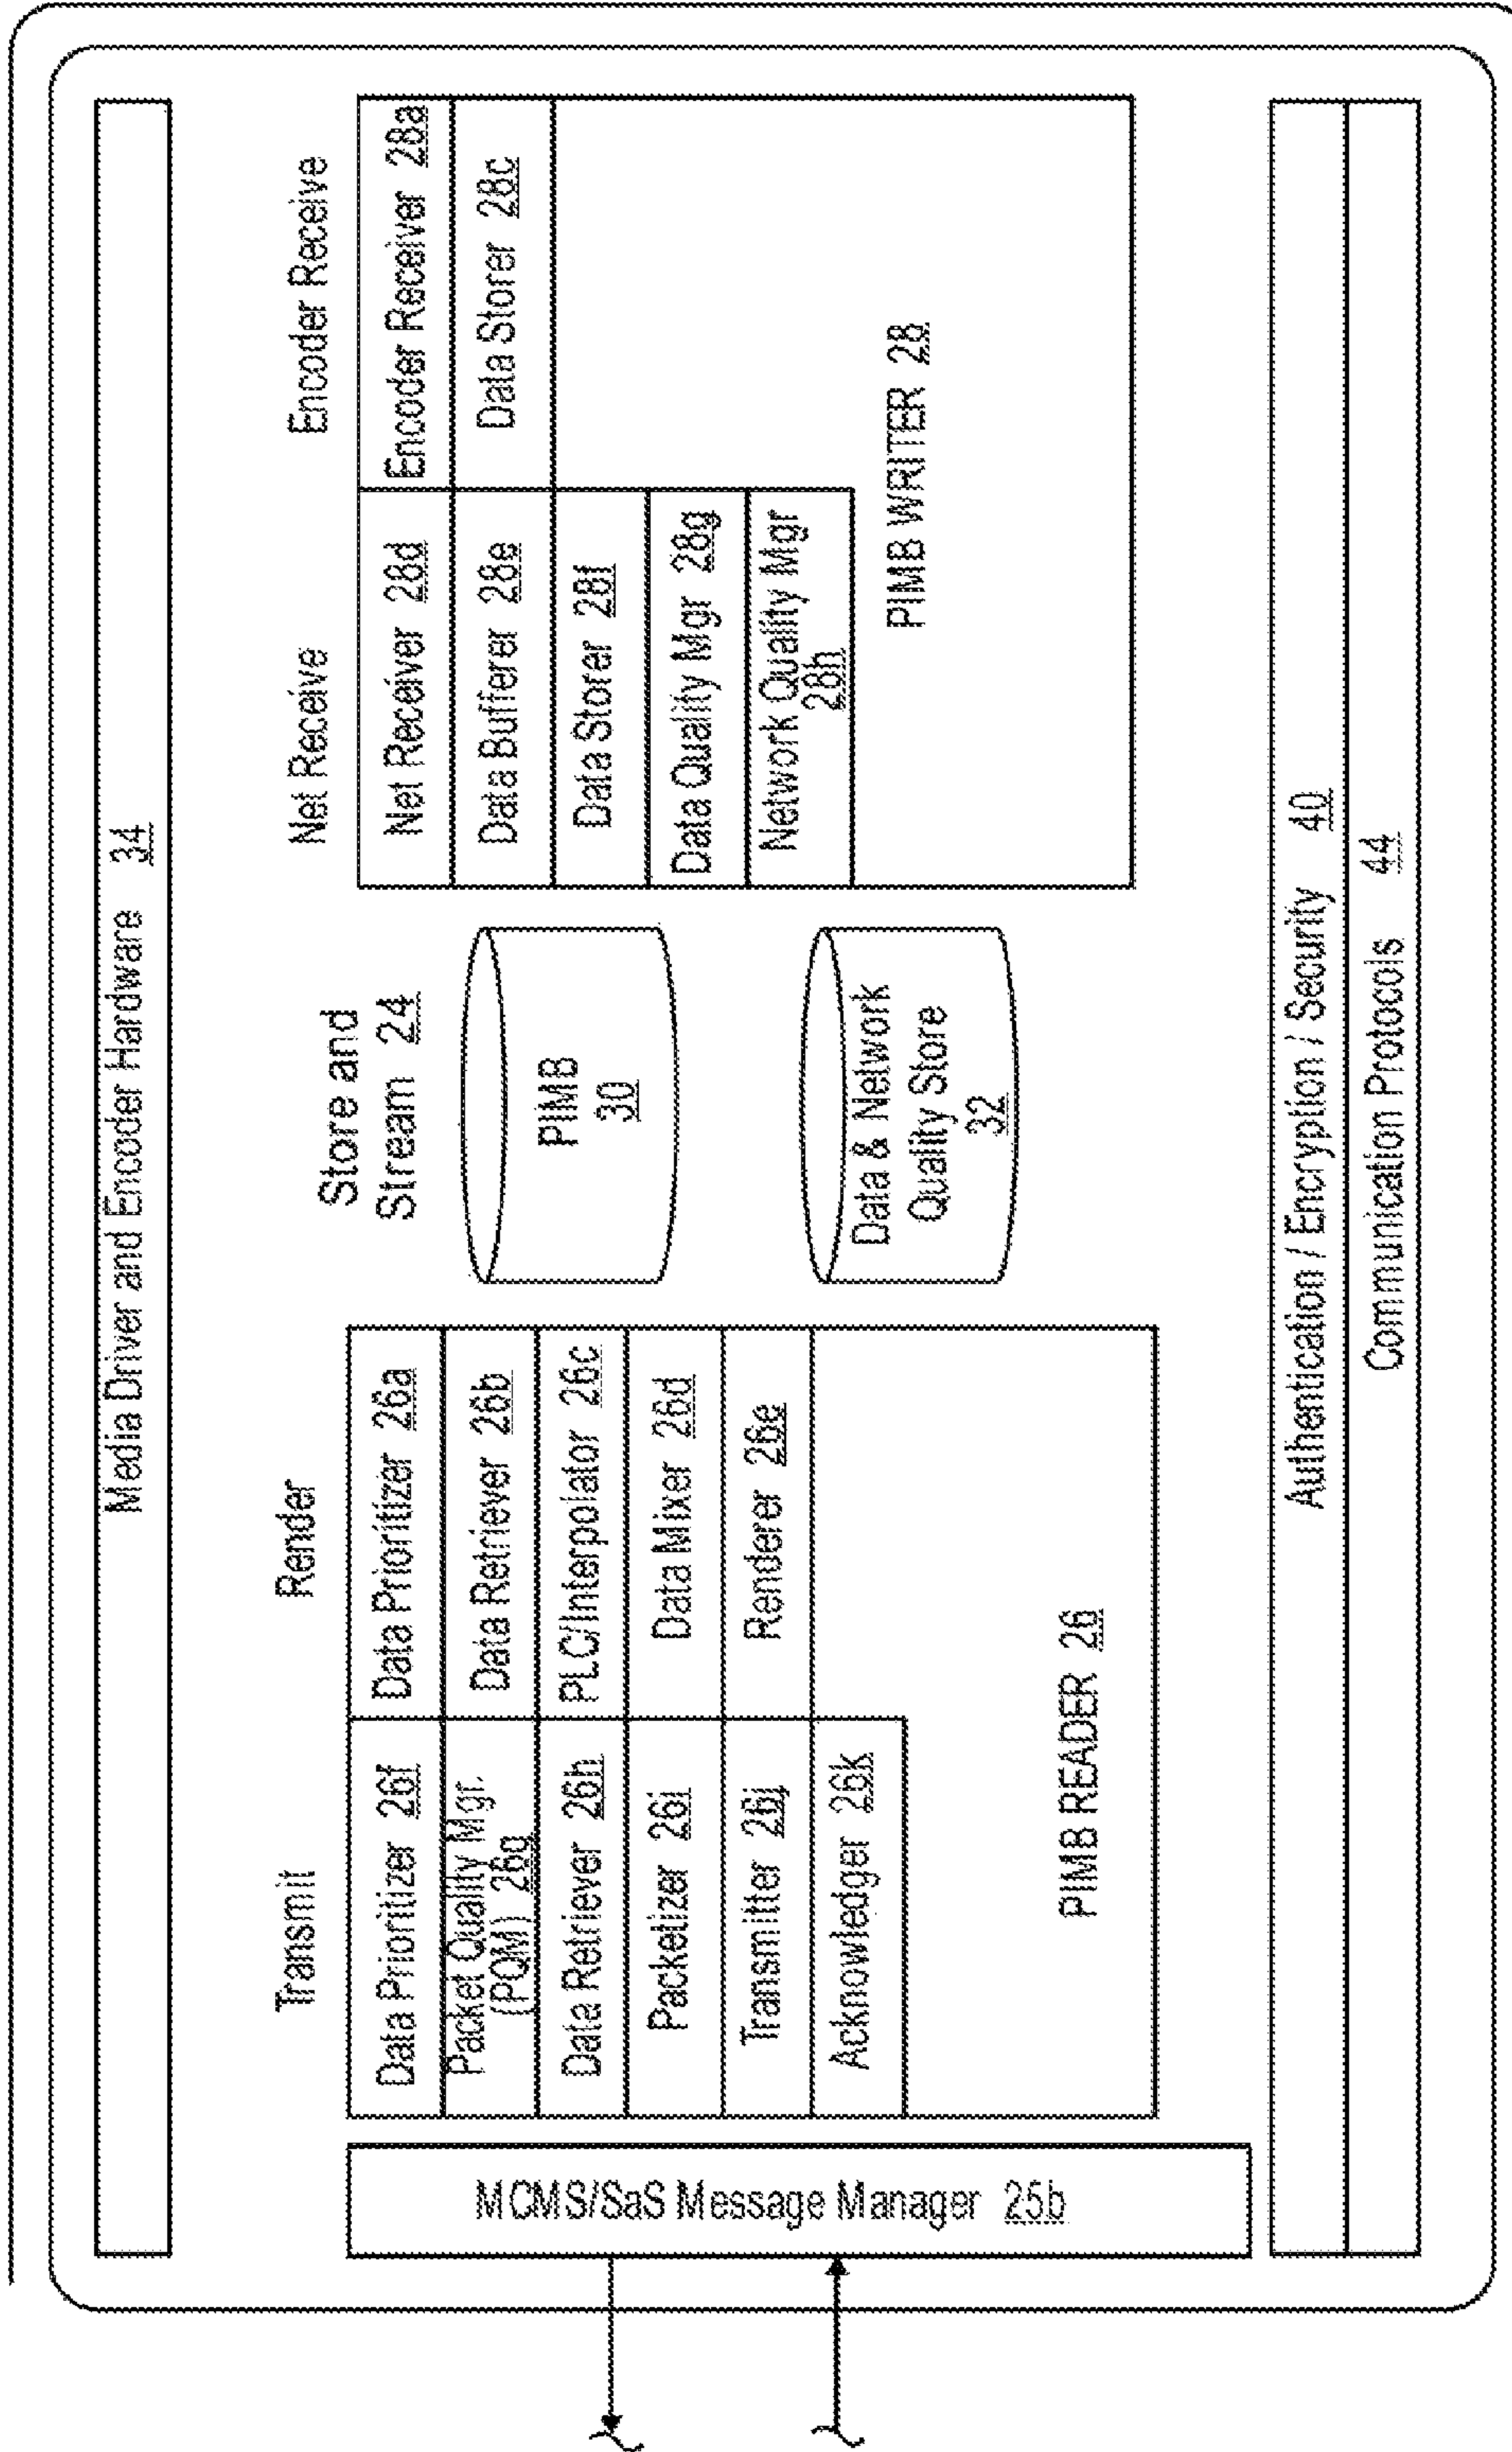 Media Driver and Encoder Hardware 34
Transmit
Render
Store and
Stream 24
Net Receive
Encoder Receive
MCMS/SaS Message Manager 25b
Data Prioritizer 26f
Packet Quality Mgr.
(PQM) 26g
Data Retriever 26h
Packetizer 26i
Transmitter 26j
Acknowledger 26k
Data Prioritizer 26a
Data Retriever 26b
PLC/Interpolator 26c
Data Mixer 26d
Renderer 26e
PIMB READER 26
PIMB
30
Data & Network
Quality Store
32
Net Receiver 28d
Data Bufferer 28e
Data Storer 28f
Data Quality Mgr 28g
Network Quality Mgr
28h
Encoder Receiver 28a
Data Storer 28c
PIMB WRITER 28
Authentication / Encryption / Security 40
Communication Protocols 44